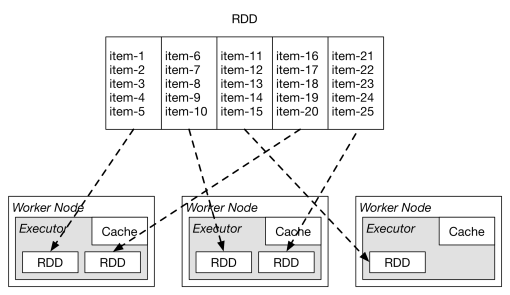 RDD
item-1 item-6 item-11 item-16 item-21
item-2 item-7 item-12 item-17 item-22
item-3 item-8 item-13 item-18 item-23
item-4 item-9 item-14 item-19 item-24
item-5 item-10 item-15 item-20 item-25
Worker Node
Executor
Cache
RDD RDD
Worker Node
Executor
Cache
RDD RDD
Worker Node
Executor
Cache
RDD